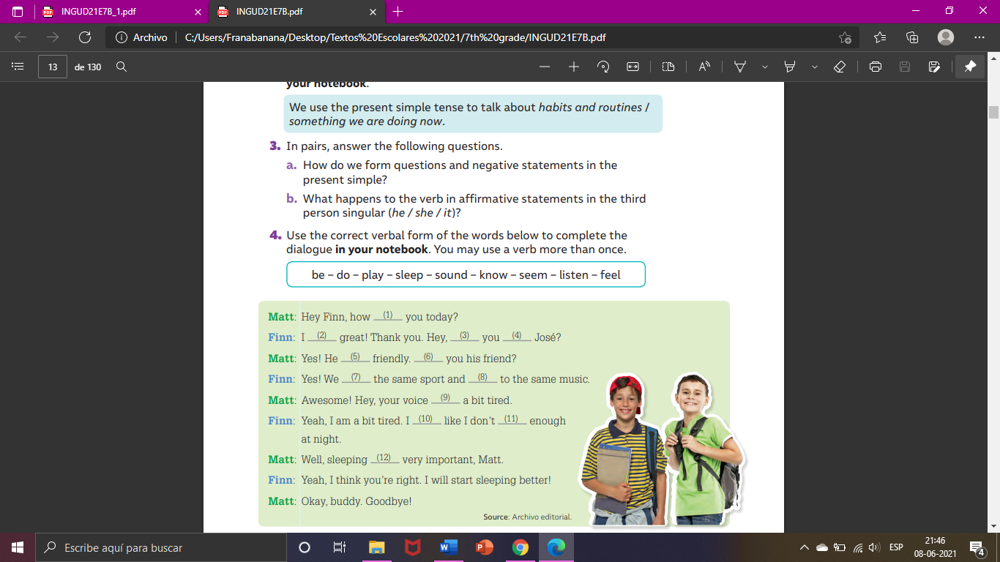 INGUD21E7B_1.pdf
INGUD21E7B.pdf
Archivo
C:/Users/Franabanana/Desktop/Textos%20Escolares%202021/7th%20grade/INGUD21E7B.pdf
13 de 130
your notebook.
We use the present simple tense to talk about habits and routines /
something we are doing now.
3. In pairs, answer the following questions.
a. How do we form questions and negative statements in the
present simple?
b. What happens to the verb in affirmative statements in the third
person singular (he / she / it)?
4. Use the correct verbal form of the words below to complete the
dialogue in your notebook. You may use a verb more than once.
be – do – play – sleep – sound – know – seem – listen – feel
Matt: Hey Finn, how (1) you today?
Finn: I (2) great! Thank you. Hey, (3) you (4) José?
Matt: Yes! He (5) friendly. (6) you his friend?
Finn: Yes! We (7) the same sport and (8) to the same music.
Matt: Awesome! Hey, your voice (9) a bit tired.
Finn: Yeah, I am a bit tired. I (10) like I don't (11) enough
at night.
Matt: Well, sleeping (12) very important, Matt.
Finn: Yeah, I think you're right. I will start sleeping better!
Matt: Okay, buddy. Goodbye!
Source: Archivo editorial.
Escribe aquí para buscar
ESP
21:46
08-06-2021
4